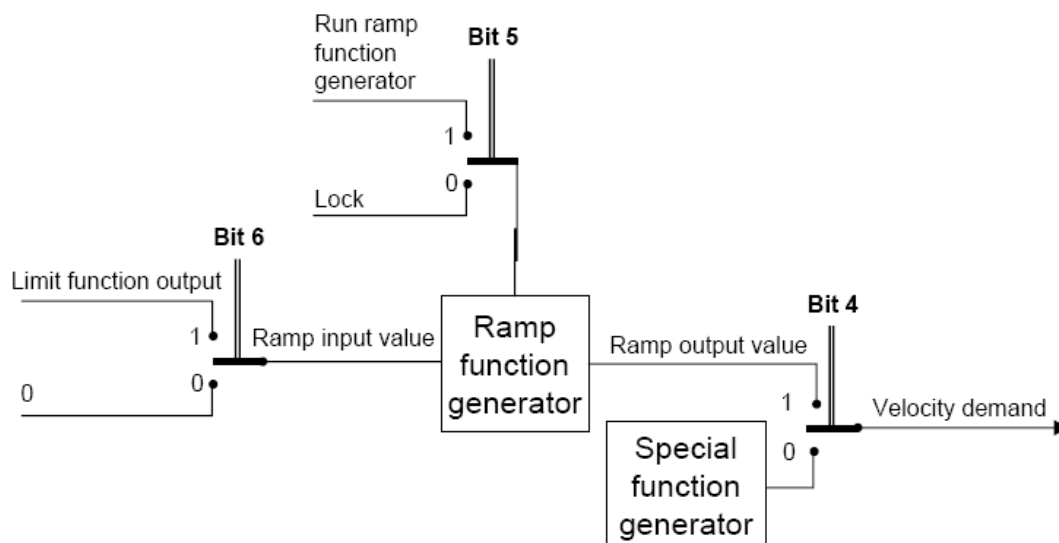 Run ramp
function
generator
Bit 5
1
0
Lock
Bit 6
Limit function output
1
Ramp input value
0
0
Ramp
function
generator
Bit 4
Ramp output value
1
Velocity demand
0
Special
function
generator